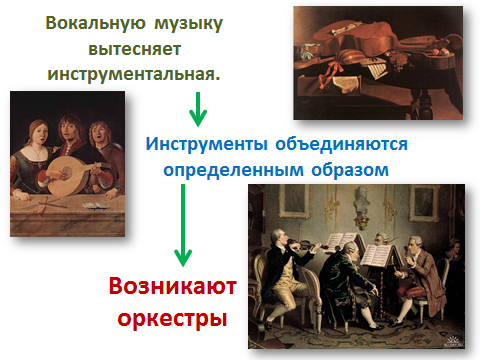 Вокальную музыку
вытесняет
инструментальная.
Инструменты объединяются
определенным образом
Возникают
оркестры